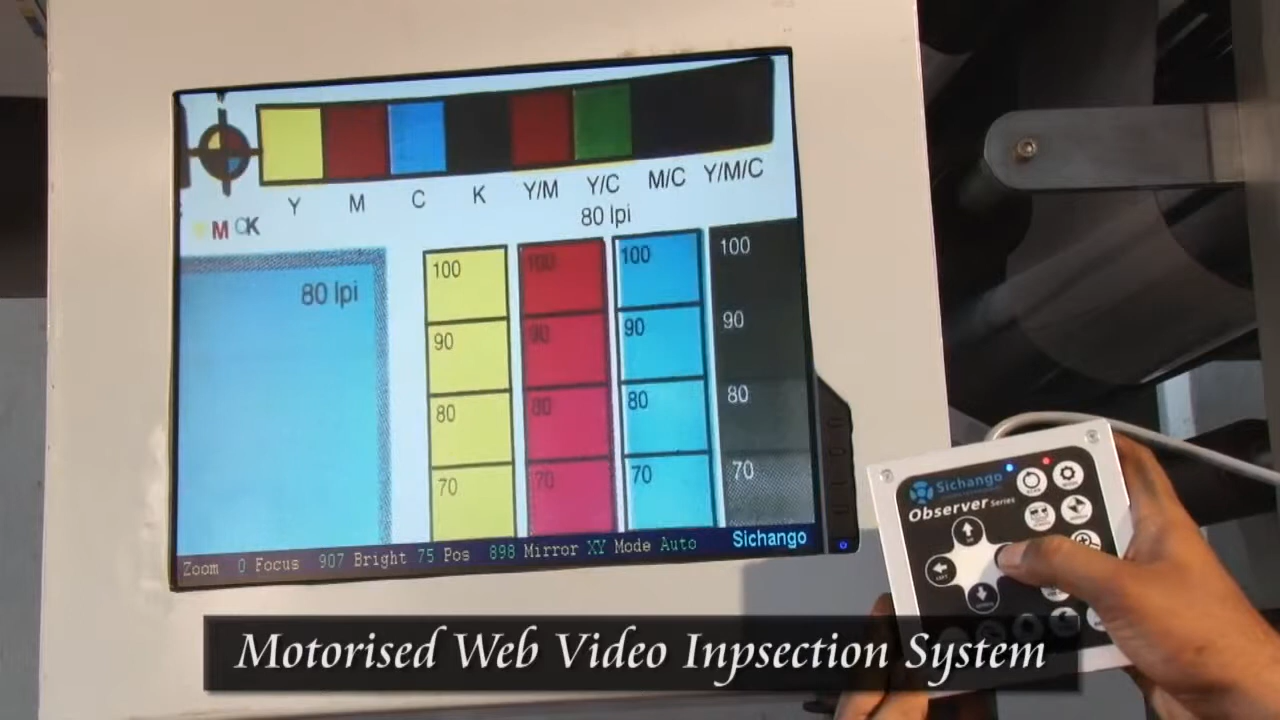 Y M C K Y/M Y/C M/C Y/M/C
80 lpi
M CK
80 lpi
100 100 100 100
90 90 90 90
80 80 80 80
70 70 70 70
Zoom 0 Focus 907 Bright 75 Pos 898 Mirror XY Mode Auto Sichango
Sichango
Observer Series
LEFT
Motorised Web Video Inpsection System